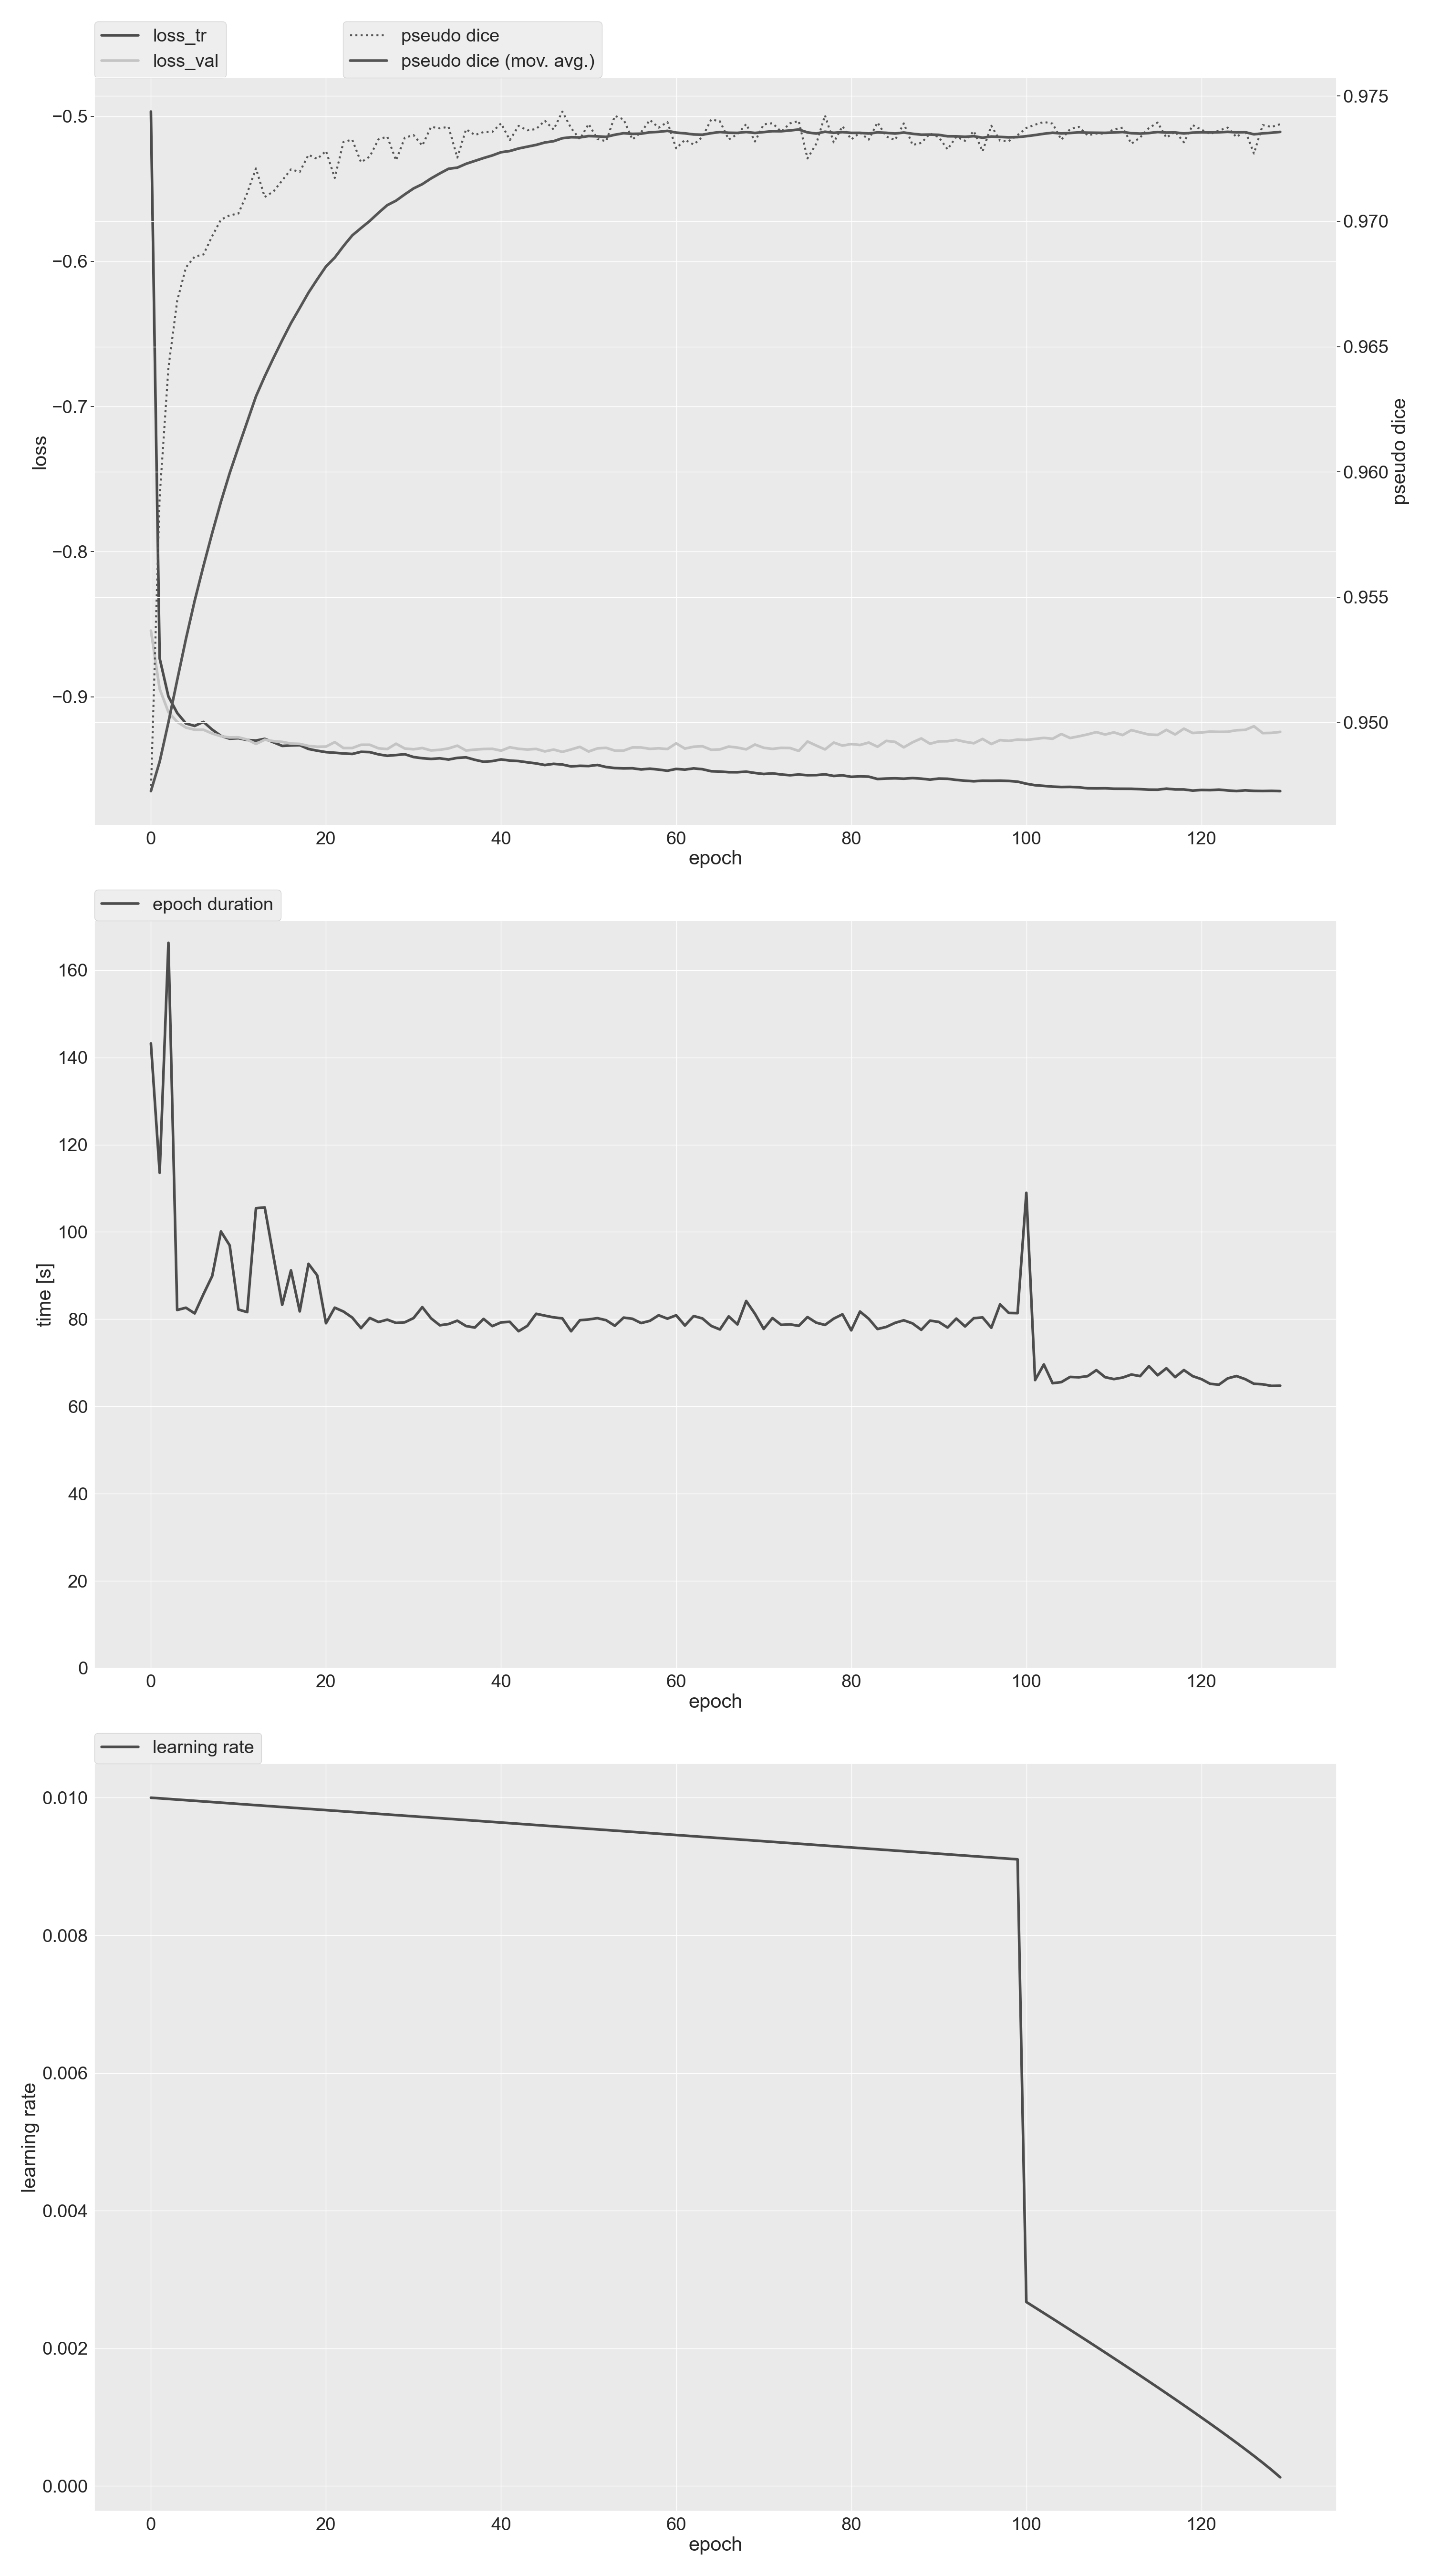 loss_tr
loss_val
pseudo dice
pseudo dice (mov. avg.)
−0.5
−0.6
−0.7
−0.8
−0.9
loss
0.975
0.970
0.965
0.960
0.955
0.950
pseudo dice
0 20 40 60 80 100 120
epoch
epoch duration
160
140
120
100
80
60
40
20
0
time [s]
0 20 40 60 80 100 120
epoch
learning rate
0.010
0.008
0.006
0.004
0.002
0.000
learning rate
0 20 40 60 80 100 120
epoch